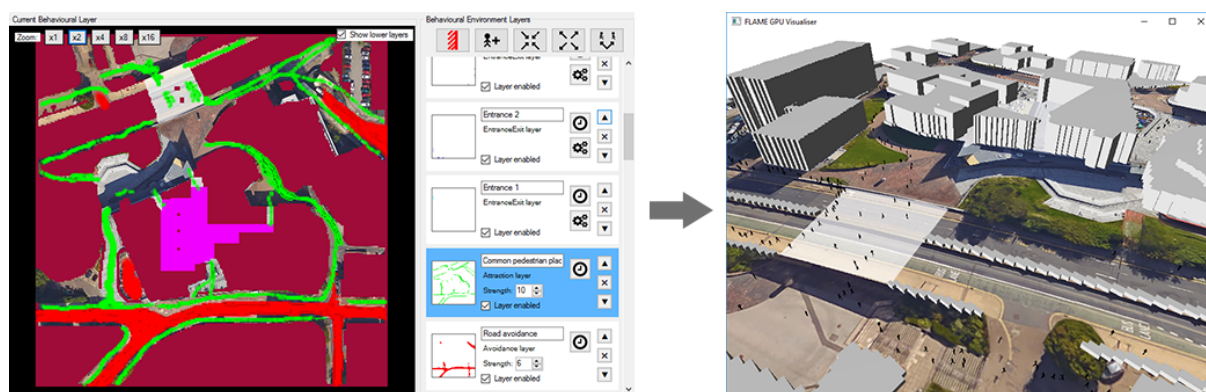 Current Behavioural Layer
Zoom: x1 x2 x4 x8 x16
Show lower layers
Behavioural Environment Layers
Layer enabled
Entrance 2
EntranceExit layer
Layer enabled
Entrance 1
EntranceExit layer
Layer enabled
Common pedestrian plac
Attraction layer
Strength: 10
Layer enabled
Road avoidance
Avoidance layer
Strength: 6
Layer enabled
FLAME GPU Visualiser
BUS
LANE